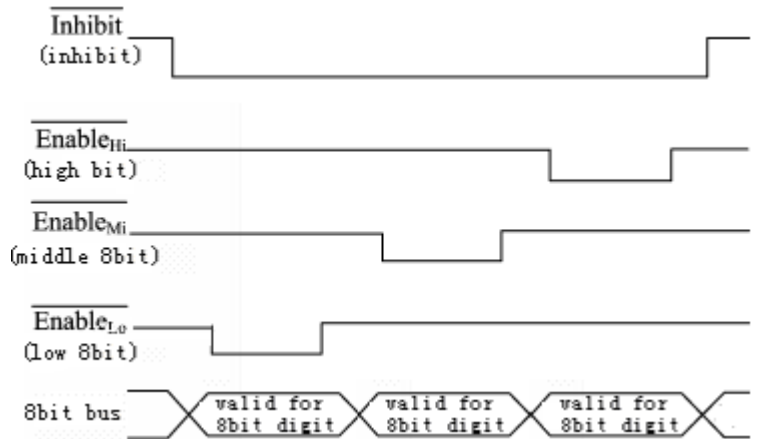 Inhibit
(inhibit)
EnableHi
(high bit)
EnableMi
(middle 8bit)
EnableLo
(low 8bit)
8bit bus
valid for 8bit digit
valid for 8bit digit
valid for 8bit digit